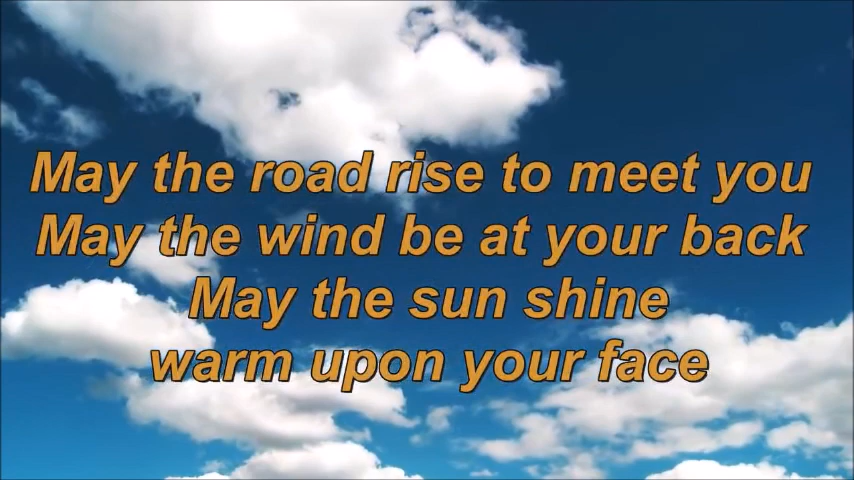 May the road rise to meet you
May the wind be at your back
May the sun shine
warm upon your face